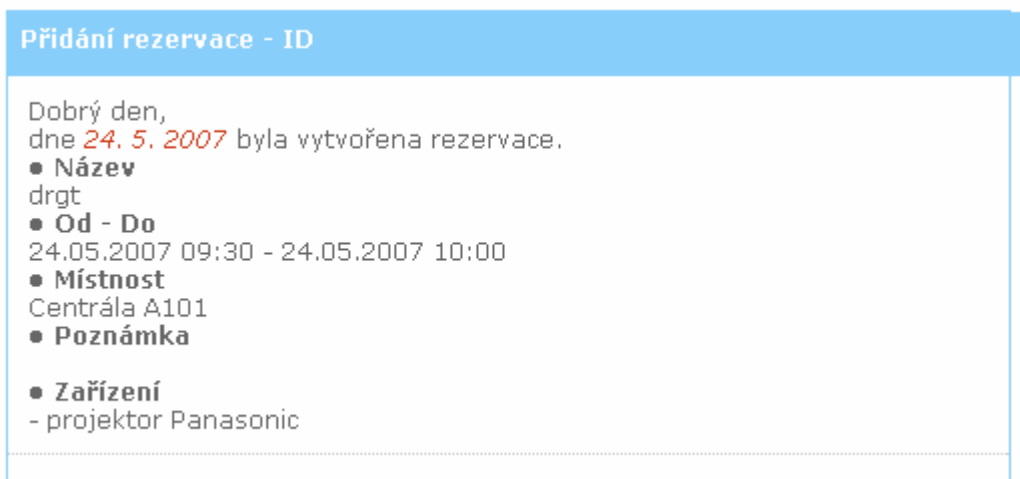 Přidání rezervace - ID
Dobrý den,
dne 24. 5. 2007 byla vytvořena rezervace.
● Název
drgt
● Od - Do
24.05.2007 09:30 - 24.05.2007 10:00
● Místnost
Centrála A101
● Poznámka
● Zařízení
- projektor Panasonic